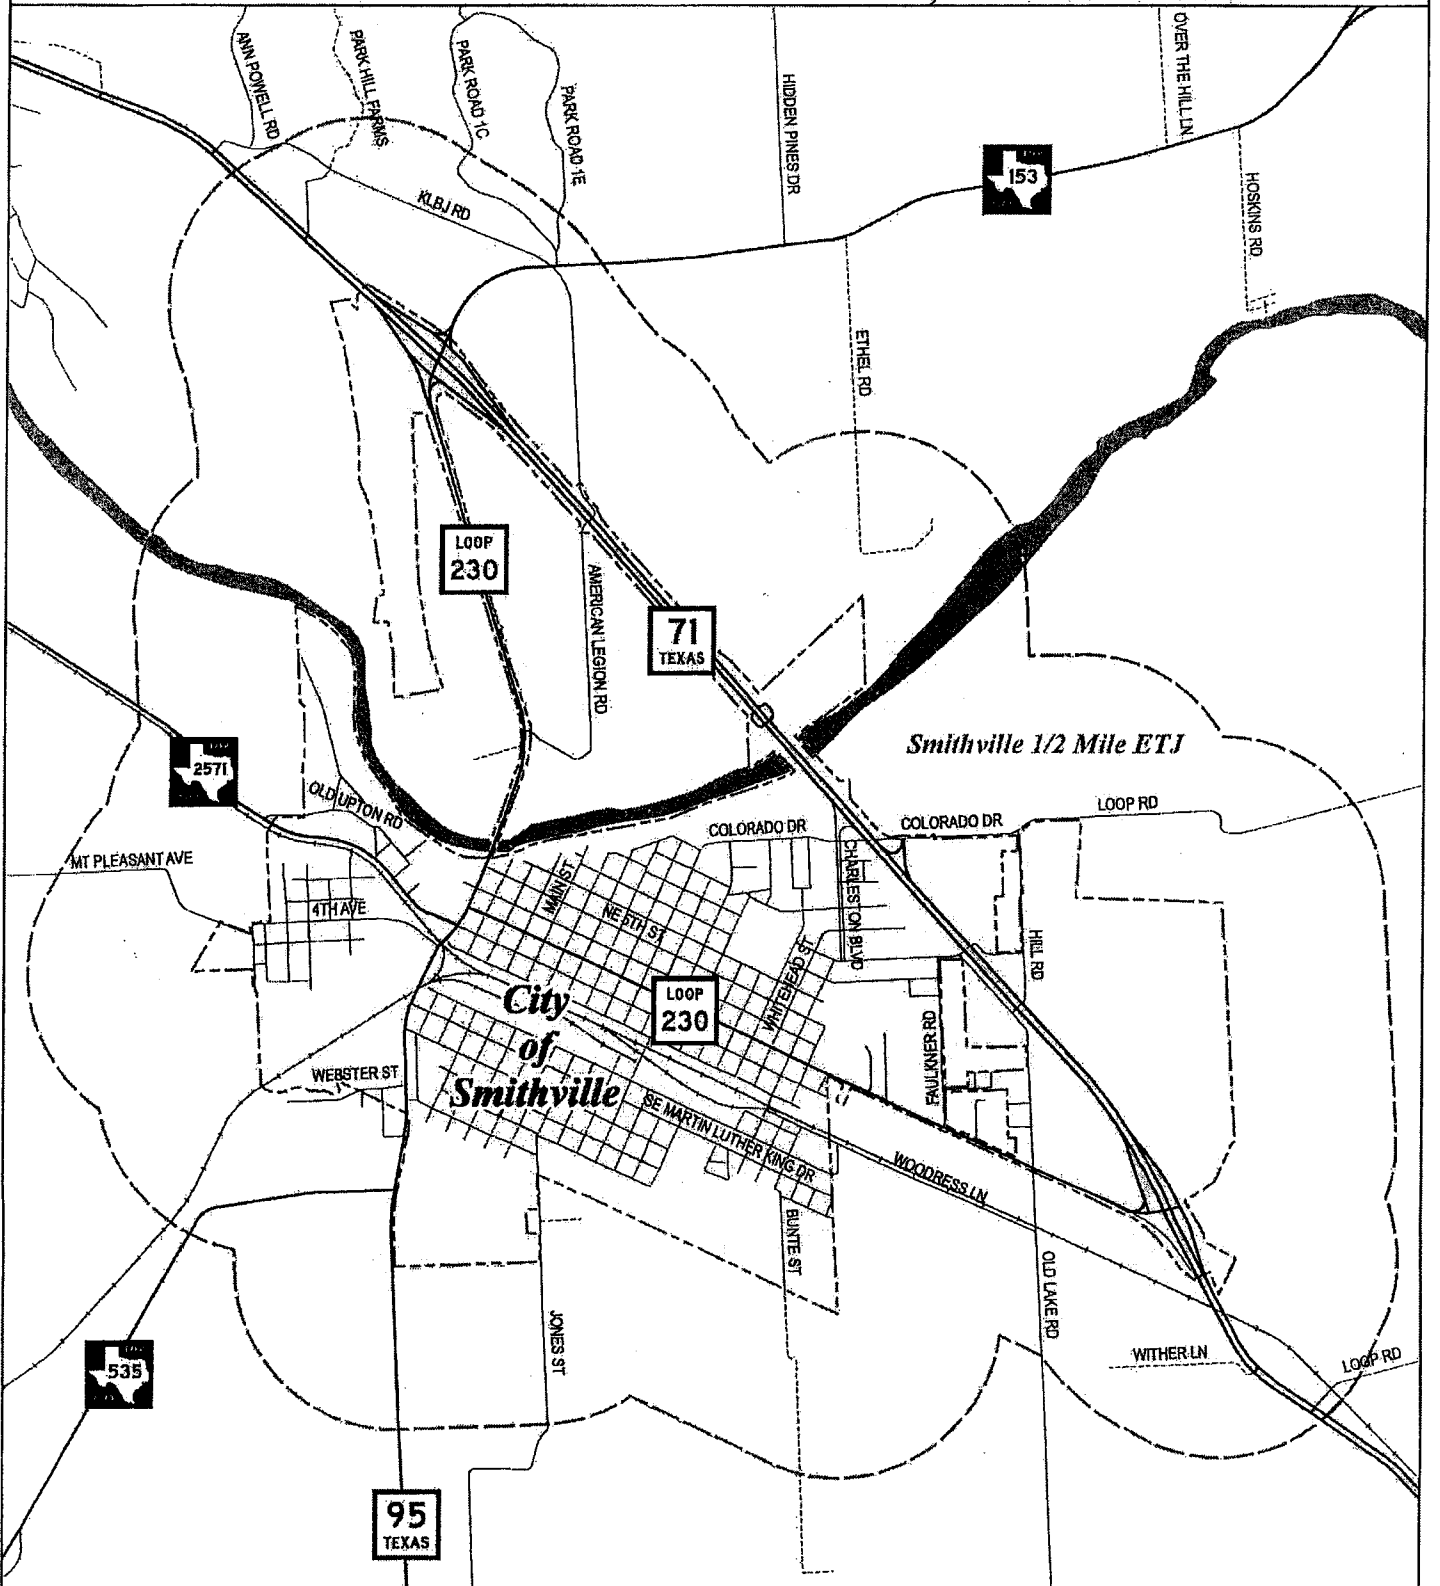 ANN POWELL RD
PARK HILL FARMS
PARK ROAD 1C
PARK ROAD 1E
HIDDEN PINES DR
OVER THE HILL LN
153
HOSKINS RD
KLBJ RD
ETHEL RD
LOOP
230
AMERICAN LEGION RD
71
TEXAS
Smithville 1/2 Mile ETJ
2571
OLD UPTON RD
COLORADO DR
COLORADO DR
LOOP RD
MT PLEASANT AVE
MAIN ST
CHARLESTON BLVD
4TH AVE
NE 5TH ST
WHITEHEAD ST
HILL RD
City
of
Smithville
LOOP
230
FAULKNER RD
WEBSTER ST
SE MARTIN LUTHER KING DR
WOODRESS LN
BUNTE ST
OLD LAKE RD
JONES ST
WITHER LN
LOOP RD
535
95
TEXAS